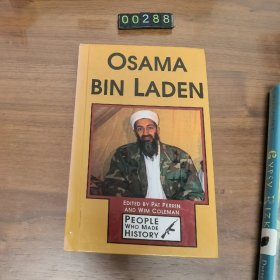 00288
OSAMA
BIN LADEN
EDITED BY PAT PERRIN
AND WIM COLEMAN
PEOPLE
WHO MADE
HISTORY